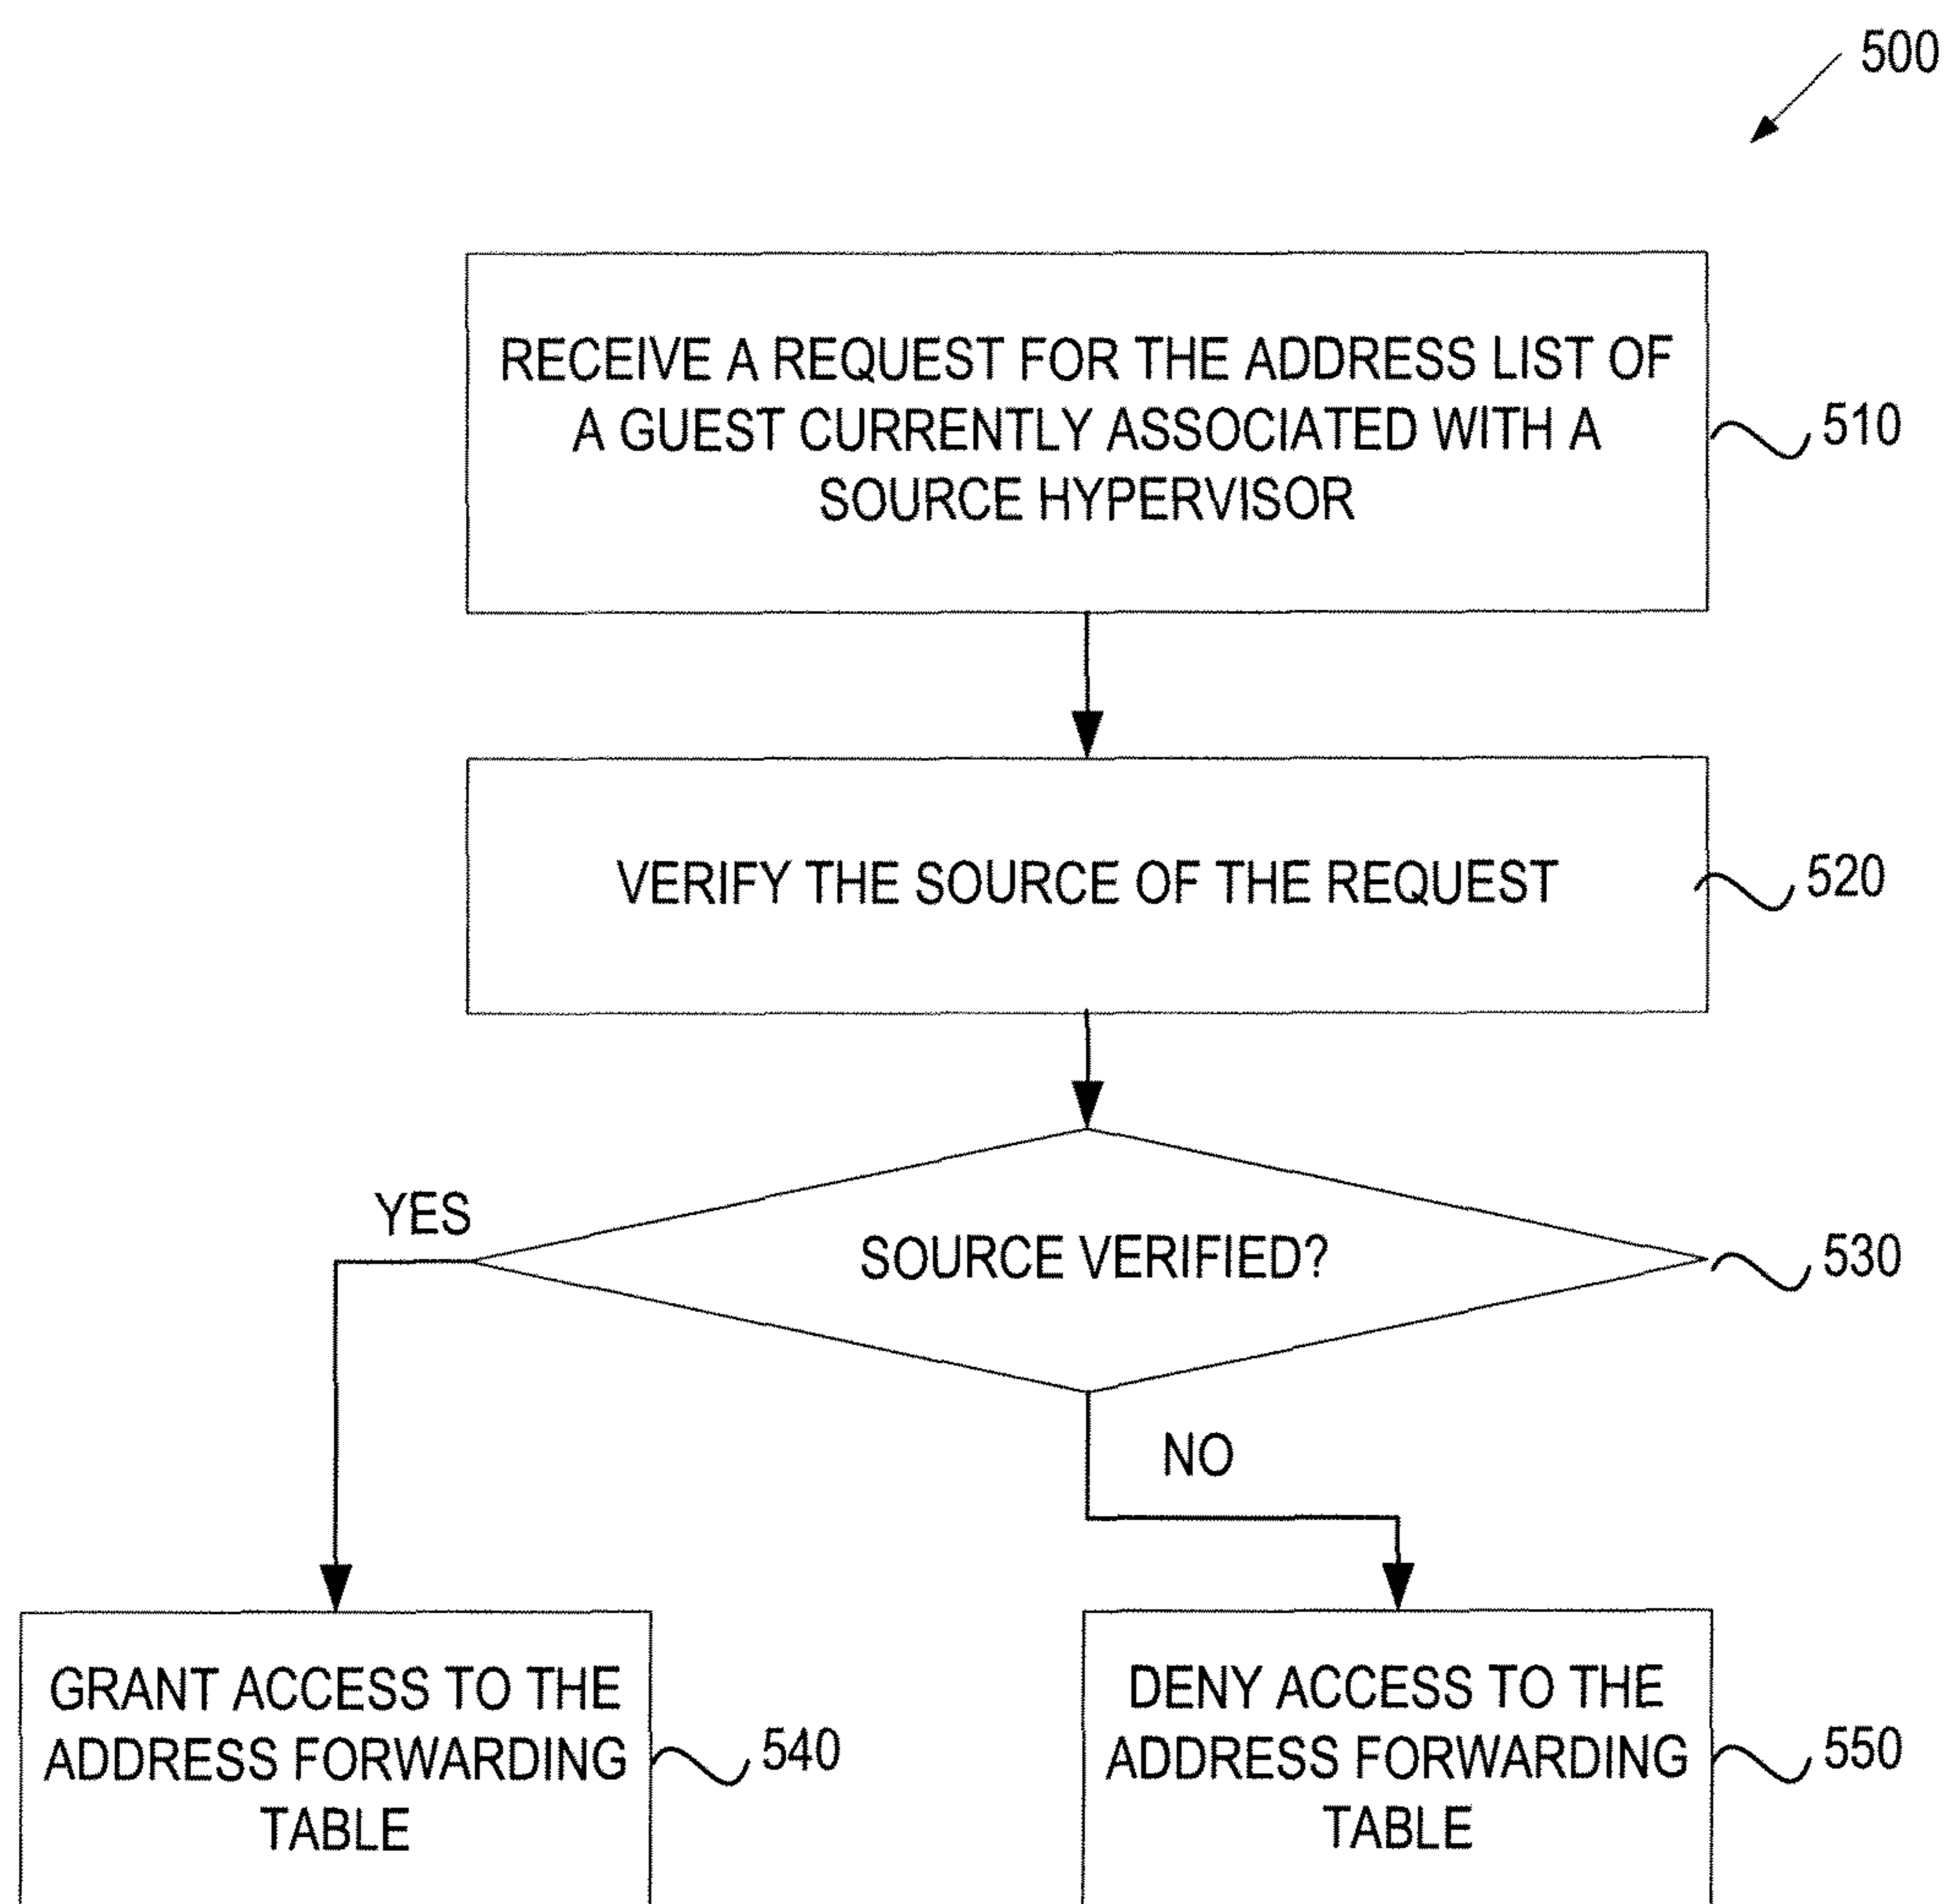 500
RECEIVE A REQUEST FOR THE ADDRESS LIST OF
A GUEST CURRENTLY ASSOCIATED WITH A
SOURCE HYPERVISOR
510
VERIFY THE SOURCE OF THE REQUEST
520
YES
SOURCE VERIFIED?
530
NO
GRANT ACCESS TO THE
ADDRESS FORWARDING
TABLE
540
DENY ACCESS TO THE
ADDRESS FORWARDING
TABLE
550